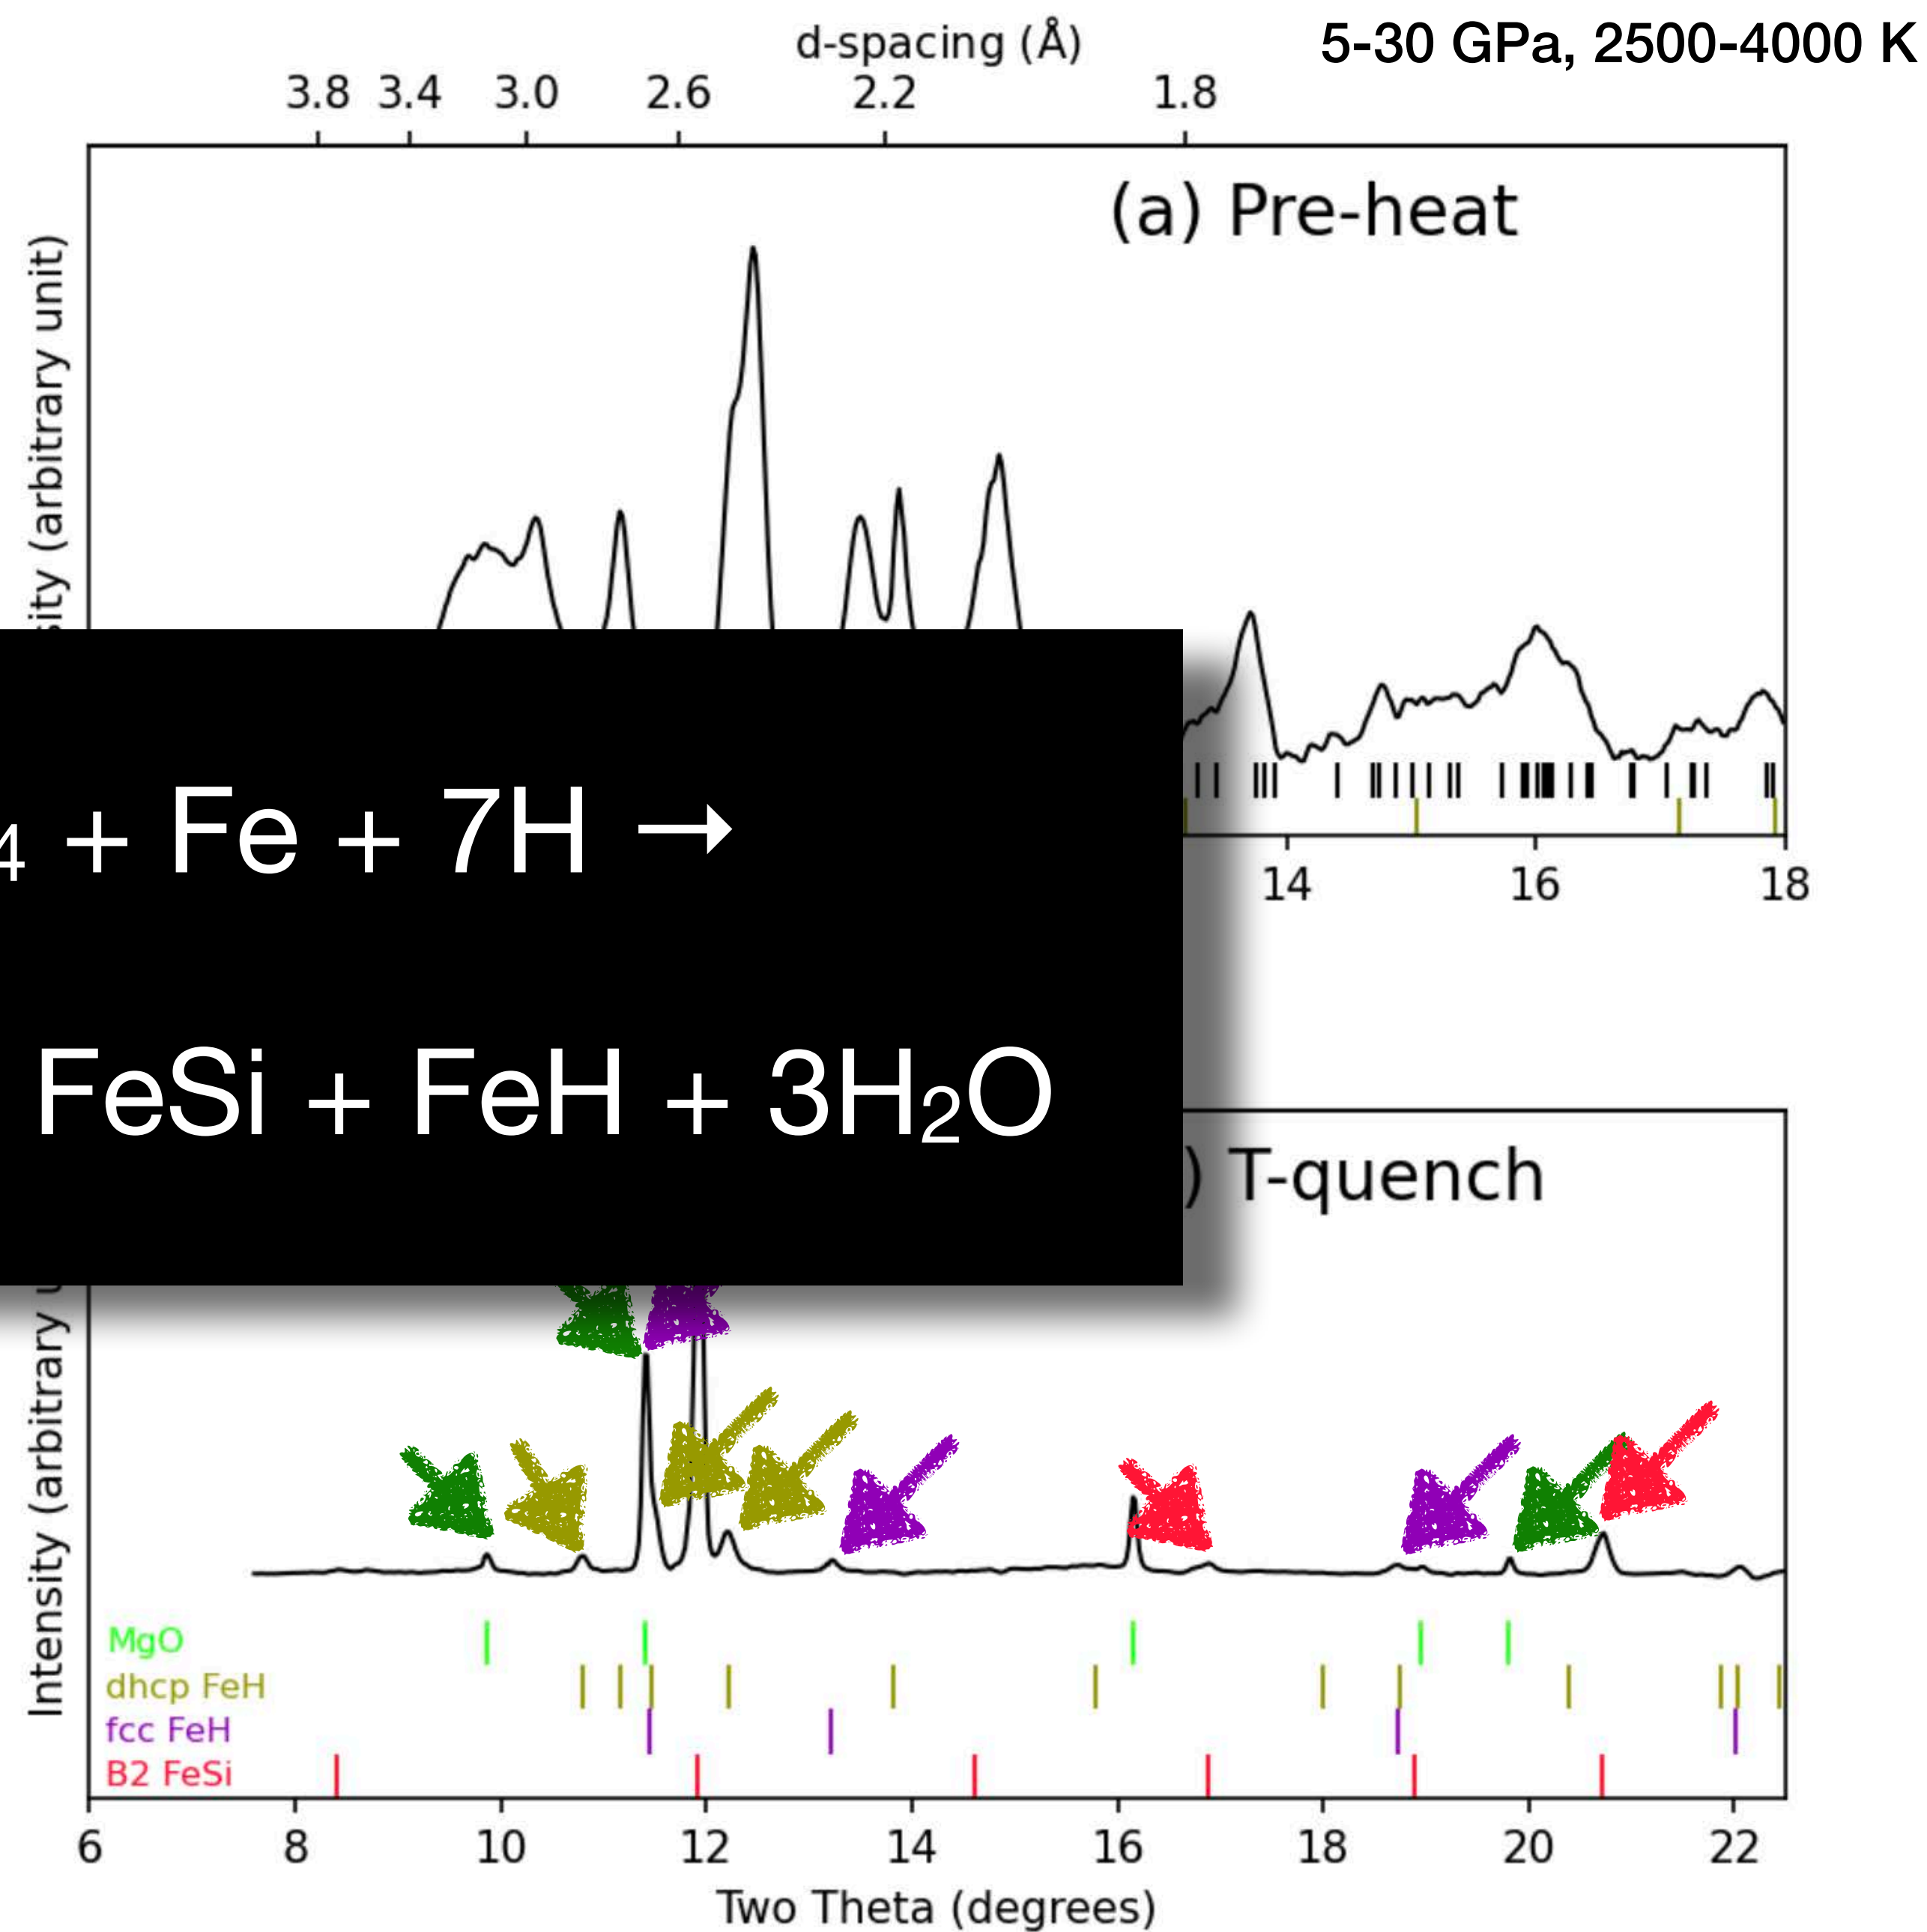 d-spacing (Å)
5-30 GPa, 2500-4000 K
3.8 3.4 3.0 2.6 2.2 1.8
(a) Pre-heat
(arbitrary unit)
₄ + Fe + 7H →
14 16 18
FeSi + FeH + 3H₂O
) T-quench
Intensity (arbitrary
MgO
dhcp FeH
fcc FeH
B2 FeSi
6 8 10 12 14 16 18 20 22
Two Theta (degrees)